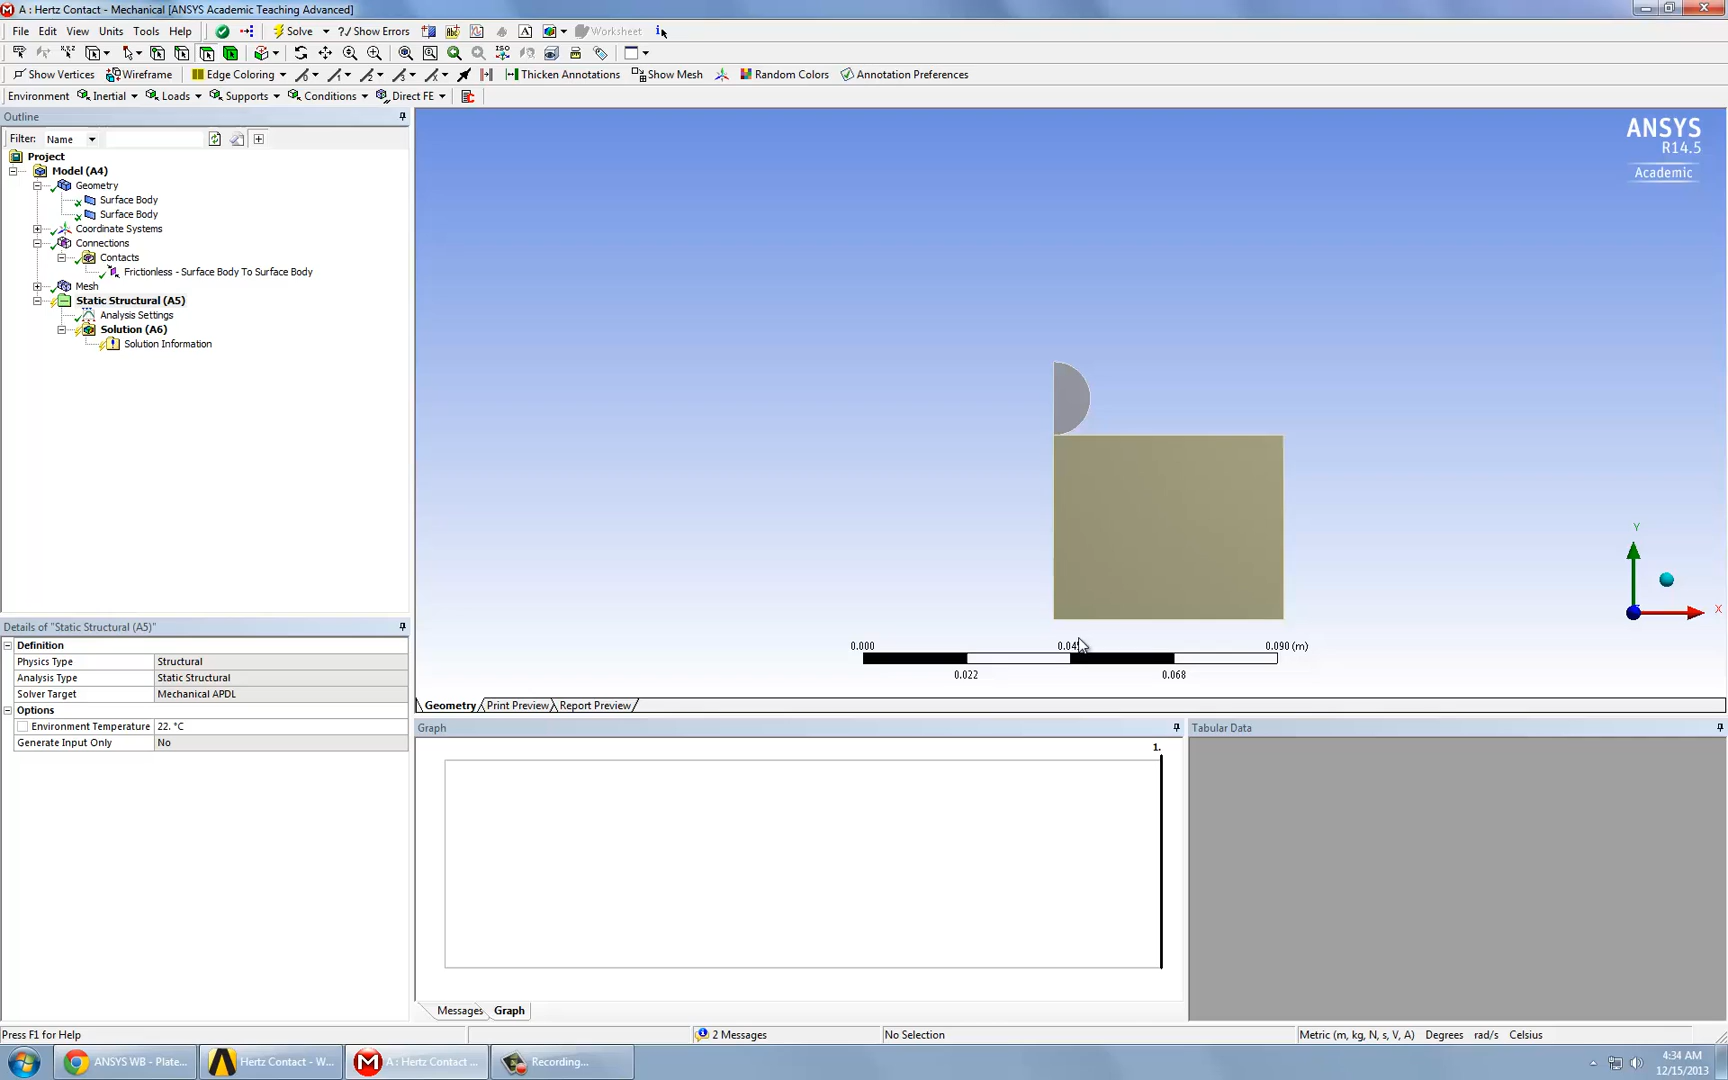 A : Hertz Contact - Mechanical [ANSYS Academic Teaching Advanced]
File Edit View Units Tools Help Solve ?/Show Errors Worksheet
Show Vertices Wireframe Edge Coloring Thicken Annotations Show Mesh Random Colors Annotation Preferences
Environment Inertial Loads Supports Conditions Direct FE
Outline
Filter: Name
Project
Model (A4)
Geometry
Surface Body
Surface Body
Coordinate Systems
Connections
Contacts
Frictionless - Surface Body To Surface Body
Mesh
Static Structural (A5)
Analysis Settings
Solution (A6)
Solution Information
ANSYS
R14.5
Academic
Y
X
0.000 0.045 0.090 (m)
0.022 0.068
Geometry Print Preview Report Preview
Details of "Static Structural (A5)"
Definition
Physics Type Structural
Analysis Type Static Structural
Solver Target Mechanical APDL
Options
Environment Temperature 22. °C
Generate Input Only No
Graph
1.
Tabular Data
Messages Graph
Press F1 for Help 2 Messages No Selection Metric (m, kg, N, s, V, A) Degrees rad/s Celsius
ANSYS WB - Plate... Hertz Contact - W... A : Hertz Contact ... Recording...
4:34 AM
12/15/2013